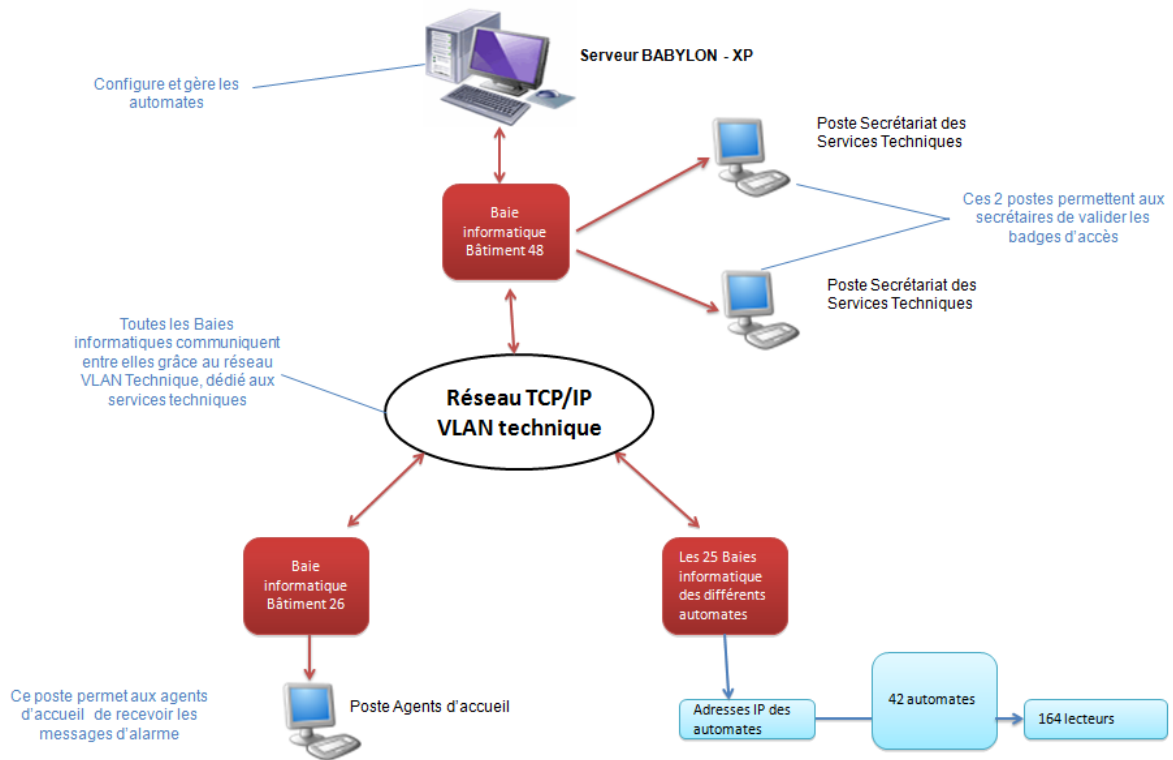 Serveur BABYLON - XP
Configure et gère les
automates
Poste Secrétariat des
Services Techniques
Baie
informatique
Bâtiment 48
Ces 2 postes permettent aux
secrétaires de valider les
badges d'accès
Poste Secrétariat des
Services Techniques
Toutes les Baies
informatiques communiquent
entre elles grâce au réseau
VLAN Technique, dédié aux
services techniques
Réseau TCP/IP
VLAN technique
Baie
informatique
Bâtiment 26
Les 25 Baies
informatique
des différents
automates
Ce poste permet aux agents
d'accueil de recevoir les
messages d'alarme
Poste Agents d'accueil
Adresses IP des
automates
42 automates
164 lecteurs